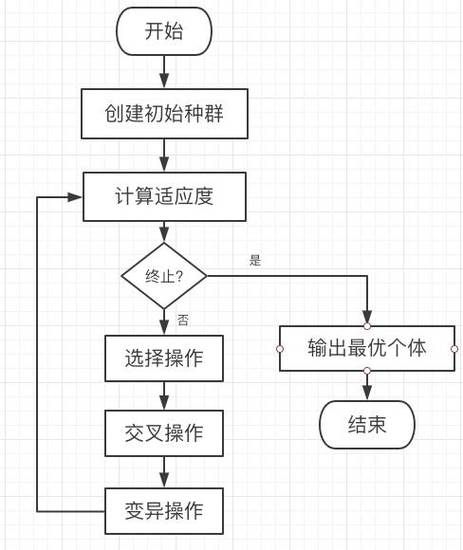 开始
创建初始种群
计算适应度
终止?
是
否
选择操作
输出最优个体
交叉操作
结束
变异操作